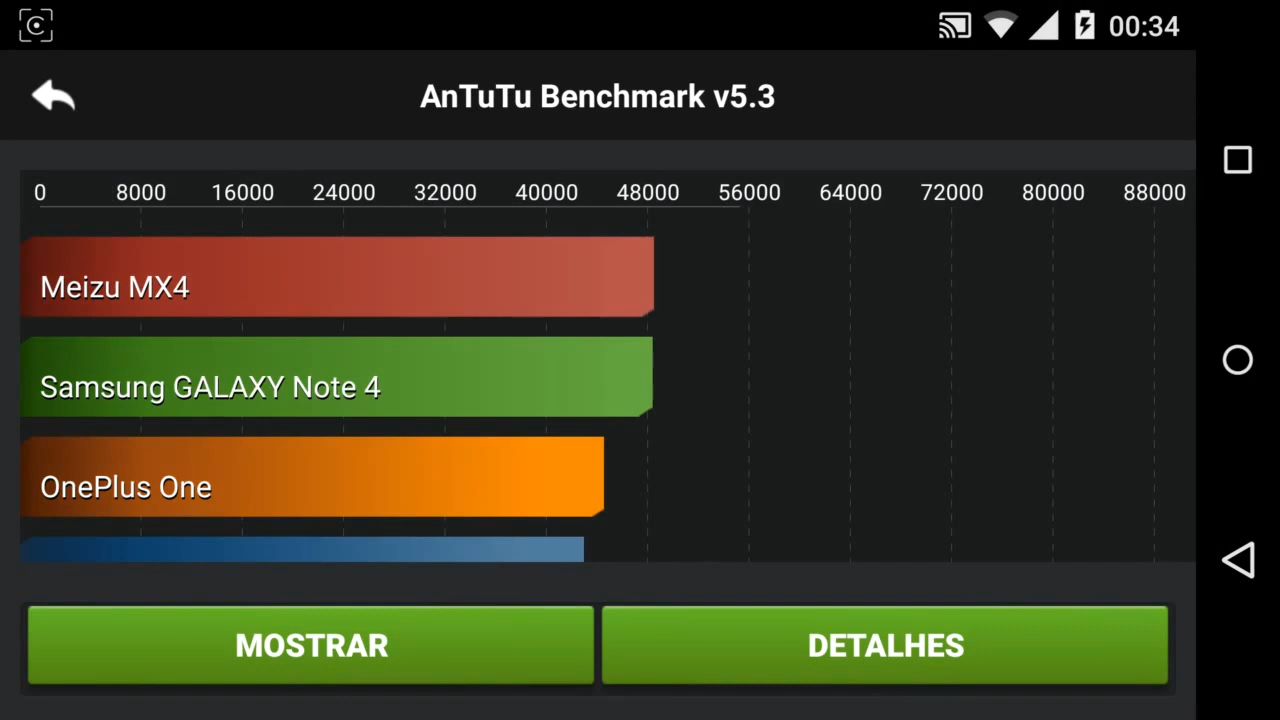 00:34
AnTuTu Benchmark v5.3
0 8000 16000 24000 32000 40000 48000 56000 64000 72000 80000 88000
Meizu MX4
Samsung GALAXY Note 4
OnePlus One
MOSTRAR DETALHES